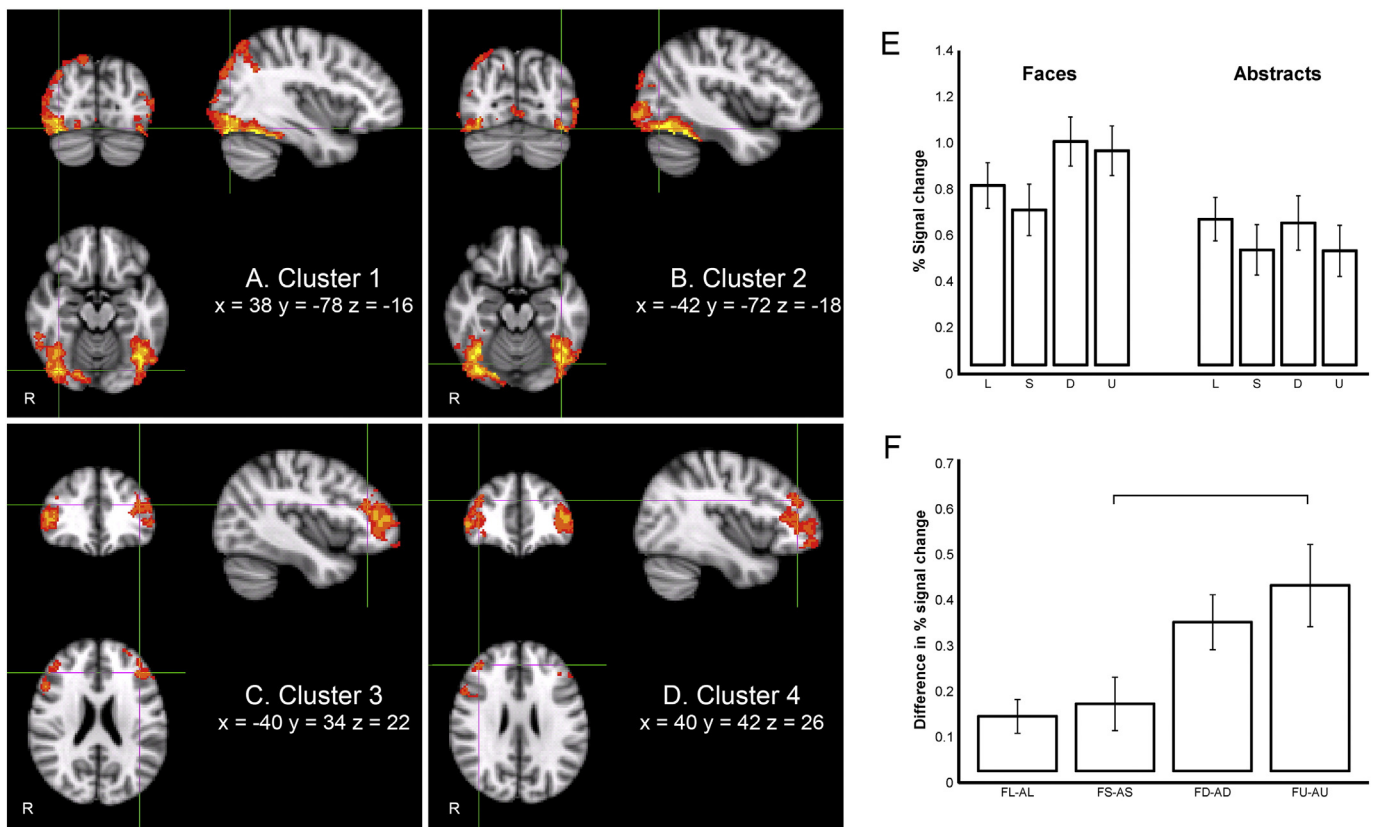 A. Cluster 1
x = 38 y = -78 z = -16
R
B. Cluster 2
x = -42 y = -72 z = -18
R
C. Cluster 3
x = -40 y = 34 z = 22
R
D. Cluster 4
x = 40 y = 42 z = 26
R
E
Faces Abstracts
% Signal change
1.4
1.2
1.0
0.8
0.6
0.4
0.2
0
L S D U L S D U
F
Difference in % signal change
0.7
0.6
0.5
0.4
0.3
0.2
0.1
0
FL-AL FS-AS FD-AD FU-AU